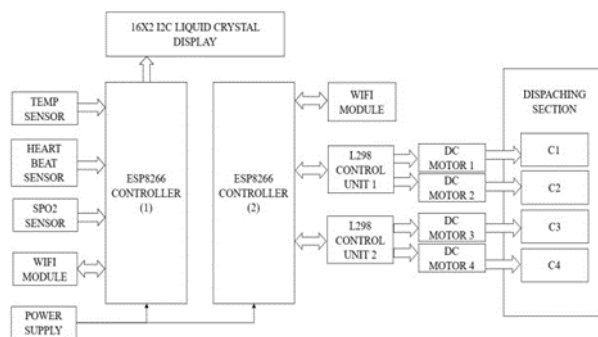 16X2 I2C LIQUID CRYSTAL
DISPLAY
TEMP
SENSOR
HEART
BEAT
SENSOR
SPO2
SENSOR
WIFI
MODULE
POWER
SUPPLY
ESP8266
CONTROLLER
(1)
ESP8266
CONTROLLER
(2)
WIFI
MODULE
L298
CONTROL
UNIT 1
L298
CONTROL
UNIT 2
DC
MOTOR 1
DC
MOTOR 2
DC
MOTOR 3
DC
MOTOR 4
DISPACHING
SECTION
C1
C2
C3
C4